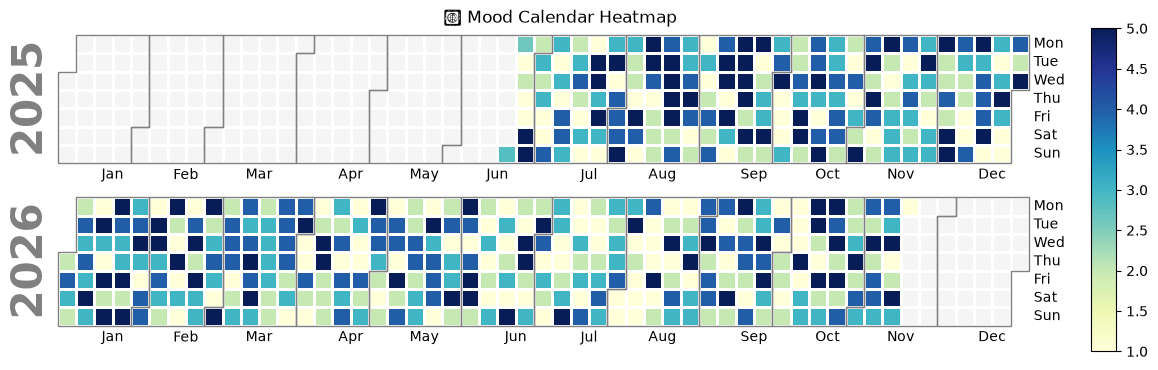 Mood Calendar Heatmap
2025
Mon
Tue
Wed
Thu
Fri
Sat
Sun
Jan Feb Mar Apr May Jun Jul Aug Sep Oct Nov Dec
2026
Mon
Tue
Wed
Thu
Fri
Sat
Sun
Jan Feb Mar Apr May Jun Jul Aug Sep Oct Nov Dec
5.0
4.5
4.0
3.5
3.0
2.5
2.0
1.5
1.0